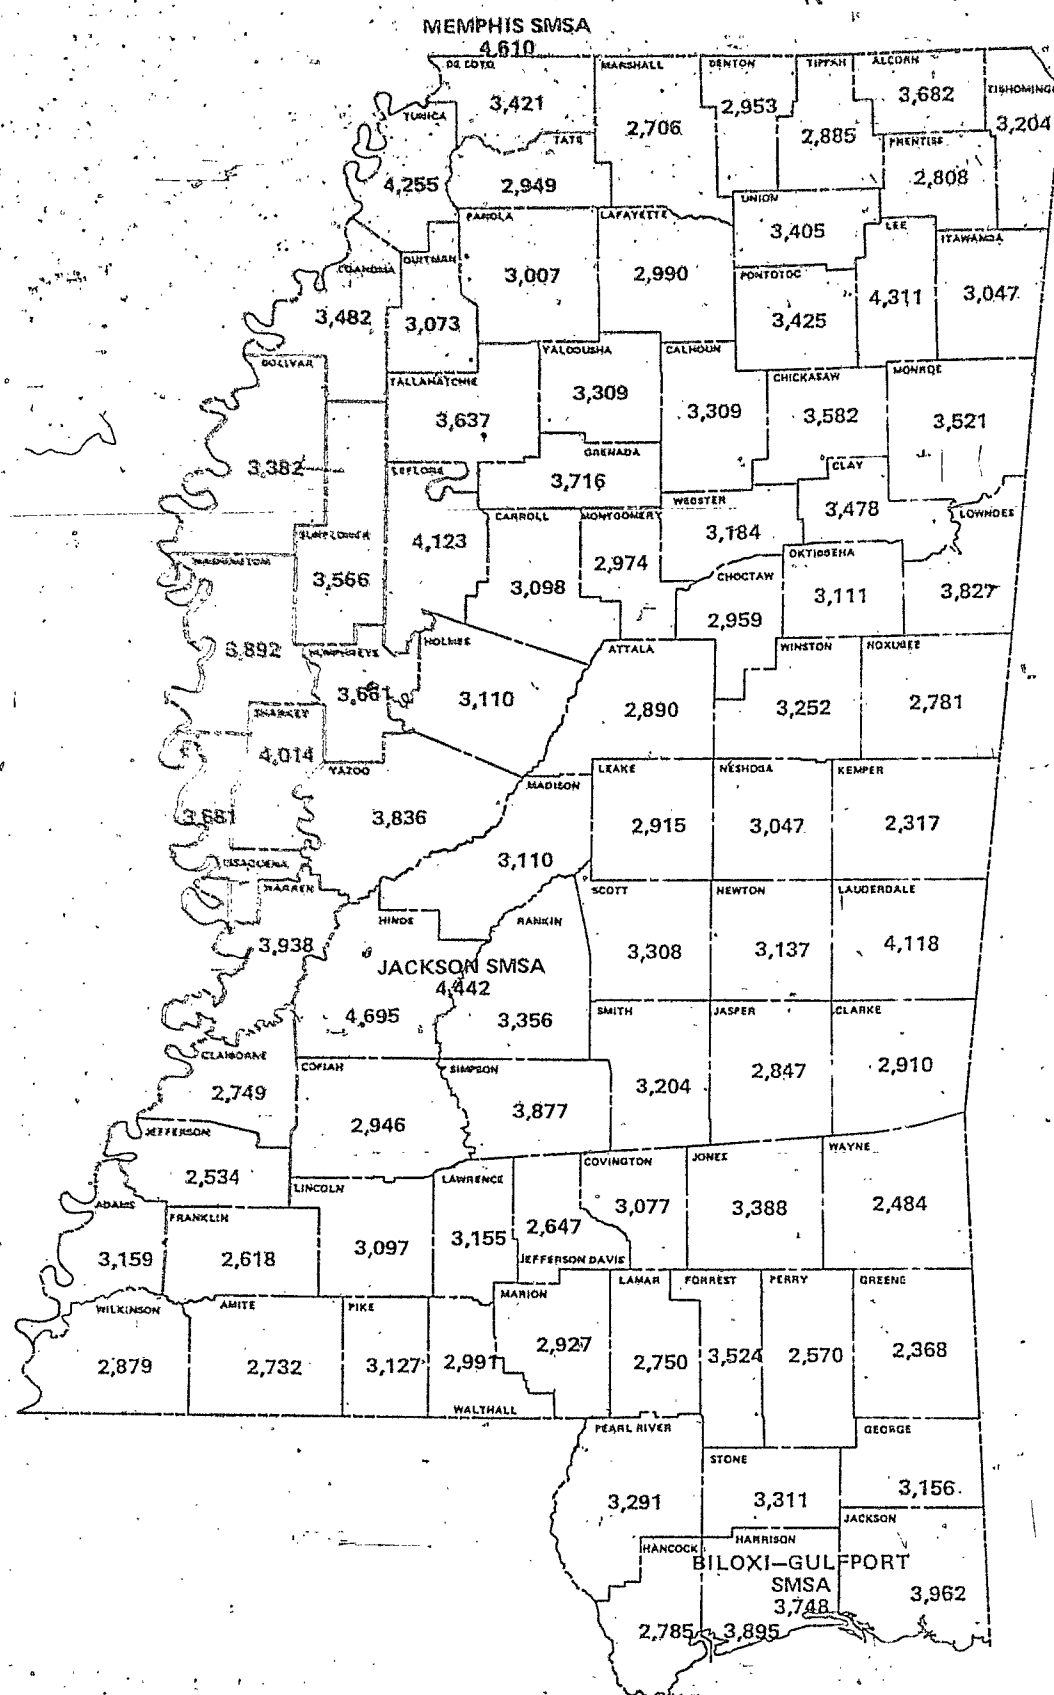 MEMPHIS SMSA
4,610
DE SOTO
3,421
MARSHALL
2,706
BENTON
2,953
TIPPAH
2,885
ALCORN
3,682
TISHOMINGO
3,204
TUNICA
4,255
TATE
2,949
PRENTISS
2,808
PANOLA
3,007
LAFAYETTE
2,990
UNION
3,405
LEE
4,311
ITAWAMBA
3,047
COAHOMA
3,482
QUITMAN
3,073
PONTOTOC
3,425
BOLIVAR
3,382
TALLAHATCHIE
3,637
YALOBUSHA
3,309
CALHOUN
3,309
CHICKASAW
3,582
MONROE
3,521
GRENADA
3,716
CLAY
3,478
LEFLORE
4,123
CARROLL
3,098
MONTGOMERY
2,974
WEBSTER
3,184
LOWNDES
3,827
SUNFLOWER
3,566
WASHINGTON
3,892
CHOCTAW
2,959
OKTIBBEHA
3,111
HUMPHREYS
3,661
HOLMES
3,110
ATTALA
2,890
WINSTON
3,252
NOXUBEE
2,781
SHARKEY
4,014
YAZOO
3,836
MADISON
3,110
LEAKE
2,915
NESHOBA
3,047
KEMPER
2,317
3,681
ISSAQUENA
WARREN
3,938
HINDS
4,695
RANKIN
3,356
JACKSON SMSA
4,442
SCOTT
3,308
NEWTON
3,137
LAUDERDALE
4,118
SMITH
3,204
JASPER
2,847
CLARKE
2,910
CLAIBORNE
2,749
COPIAH
2,946
SIMPSON
3,877
JEFFERSON
2,534
LINCOLN
3,097
LAWRENCE
3,155
2,647
JEFFERSON DAVIS
COVINGTON
3,077
JONES
3,388
WAYNE
2,484
ADAMS
3,159
FRANKLIN
2,618
WILKINSON
2,879
AMITE
2,732
PIKE
3,127
2,991
WALTHALL
MARION
2,927
LAMAR
2,750
FORREST
3,524
PERRY
2,570
GREENE
2,368
PEARL RIVER
3,291
STONE
3,311
GEORGE
3,156
HANCOCK
2,785
HARRISON
BILOXI–GULFPORT
SMSA
3,748
3,895
JACKSON
3,962